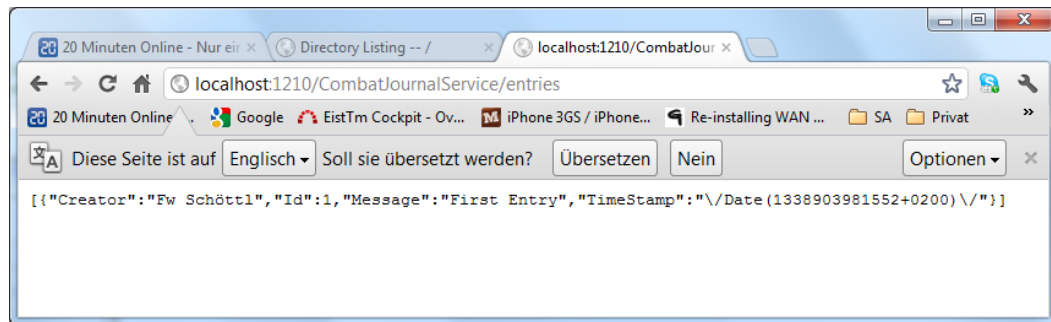 20 Minuten Online - Nur eir Directory Listing -- / localhost:1210/CombatJour
localhost:1210/CombatJournalService/entries
20 Minuten Online Google EistTm Cockpit - Ov... iPhone 3GS / iPhone... Re-installing WAN ... SA Privat »
Diese Seite ist auf Englisch Soll sie übersetzt werden? Übersetzen Nein Optionen
[{"Creator":"Fw Schöttl","Id":1,"Message":"First Entry","TimeStamp":"\/Date(1338903981552+0200)\/"}]